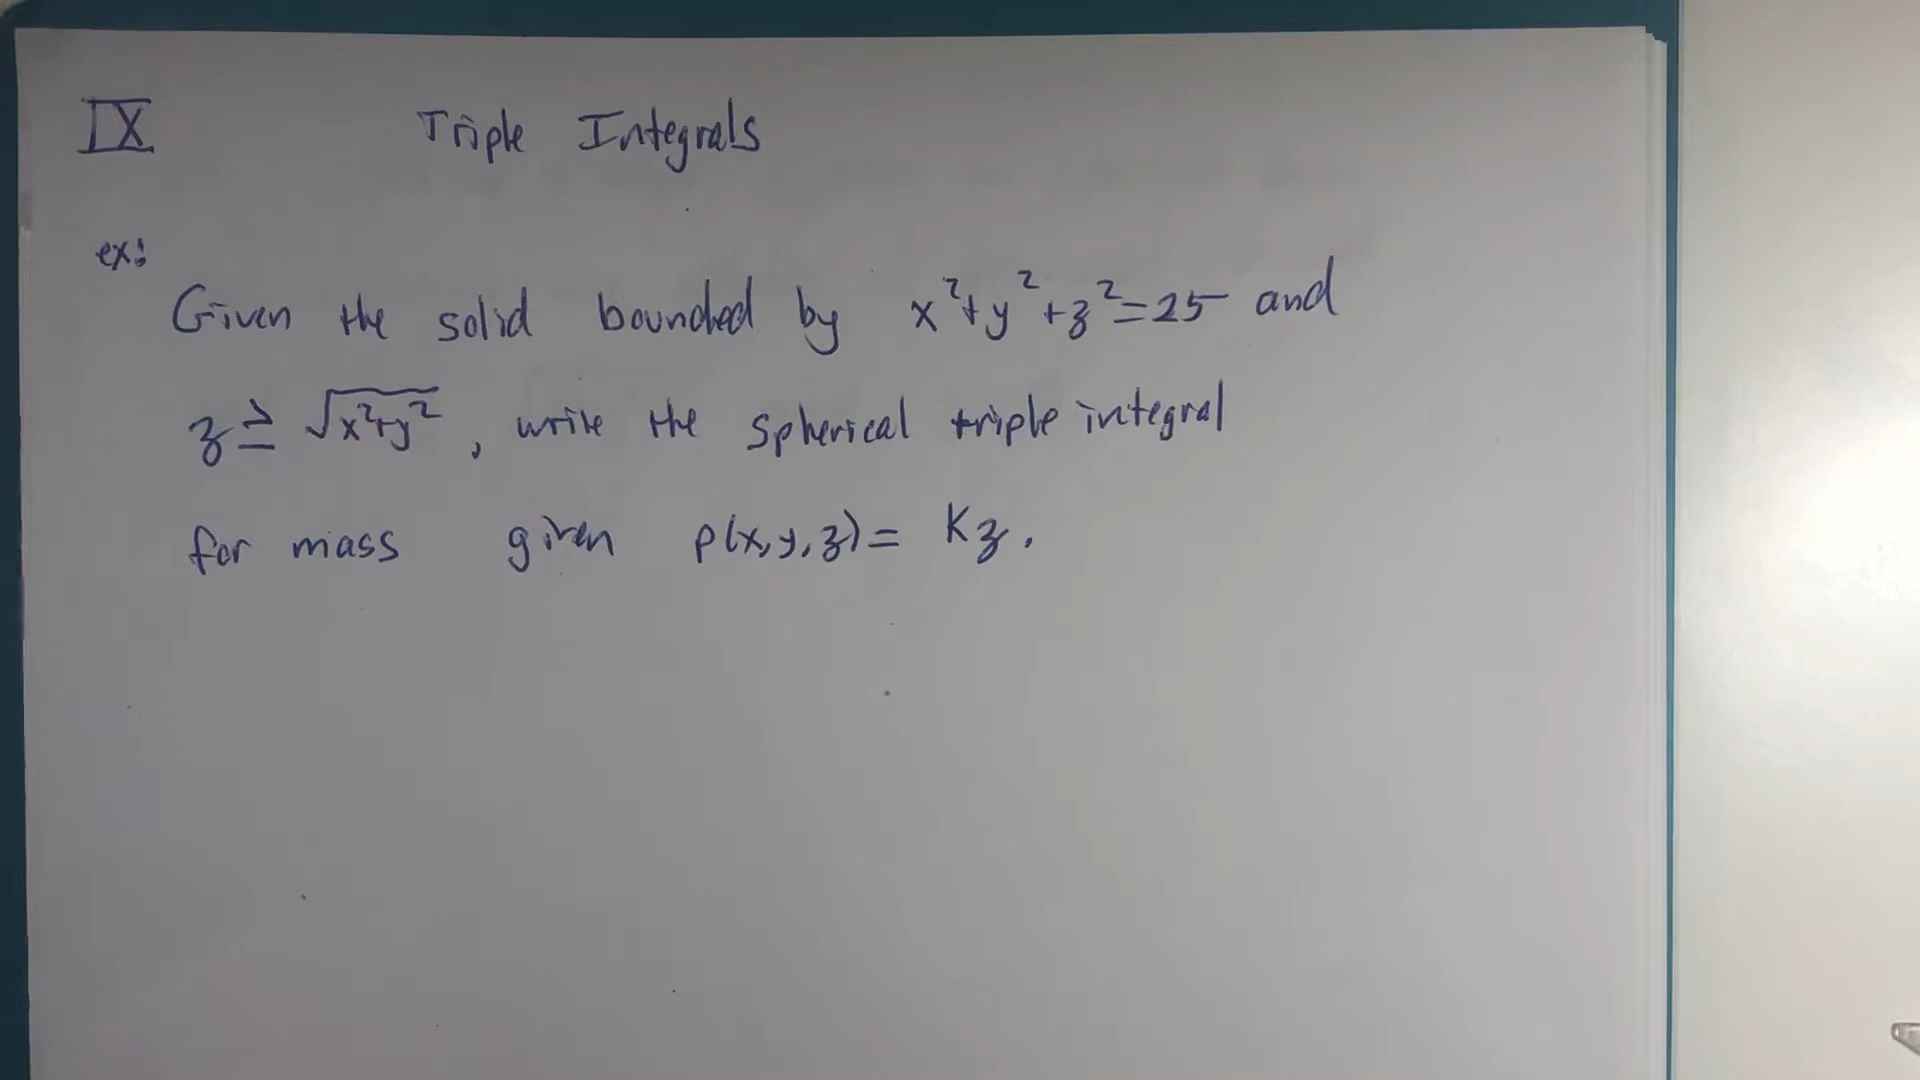 IX Triple Integrals
ex:
Given the solid bounded by x²+y²+z²=25 and
z ≥ √(x²+y²), write the spherical triple integral
for mass given ρ(x,y,z) = Kz.